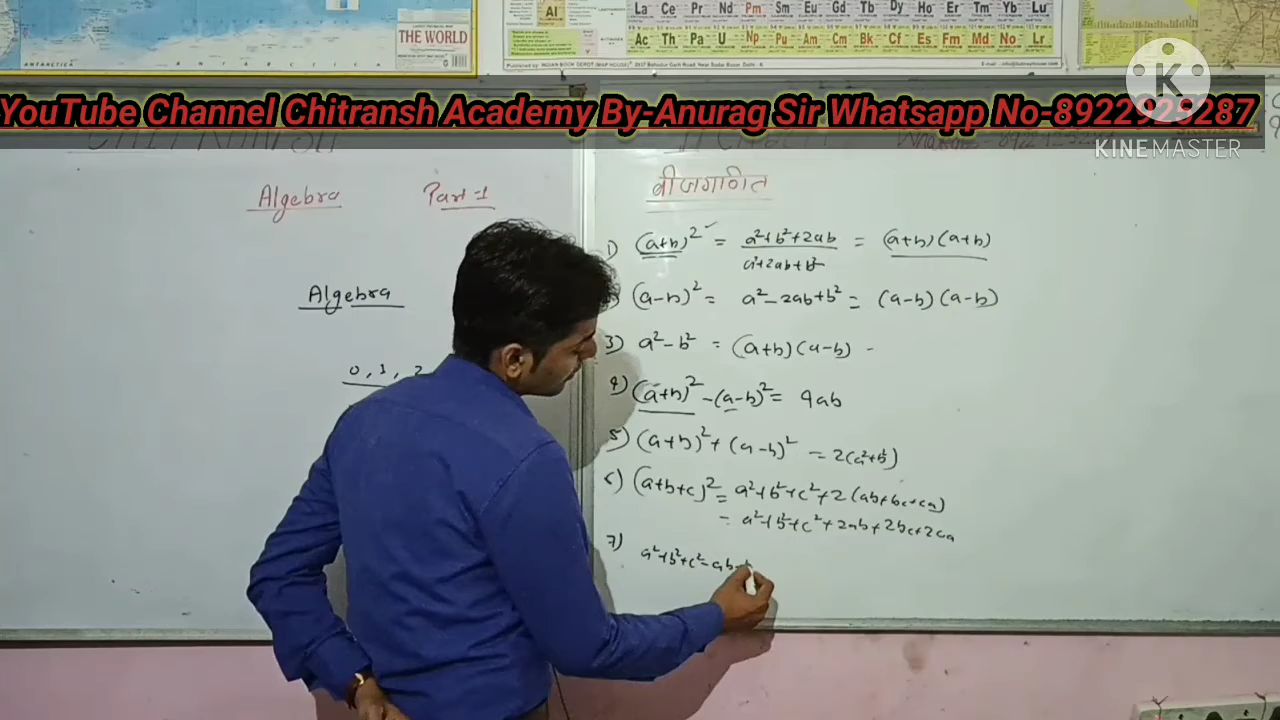 THE WORLD
ANTARCTICA
La Ce Pr Nd Pm Sm Eu Gd Tb Dy Ho Er Tm Yb Lu
Ac Th Pa U Np Pu Am Cm Bk Cf Es Fm Md No Lr
Al
YouTube Channel Chitransh Academy By-Anurag Sir Whatsapp No-8922925287
K
KINEMASTER
Algebra Part-1
बीजगणित
Algebra
0, 1, 2
1) (a+b)² = a²+b²+2ab = (a+b)(a+b)
a²+2ab+b²
) (a-b)² = a²-2ab+b² = (a-b)(a-b)
3) a²-b² = (a+b)(a-b) -
4) (a+b)²-(a-b)² = 4ab
5) (a+b)²+(a-b)² = 2(a²+b²)
6) (a+b+c)² = a²+b²+c²+2(ab+bc+ca)
= a²+b²+c²+2ab+2bc+2ca
7) a²+b²+c²-ab-b